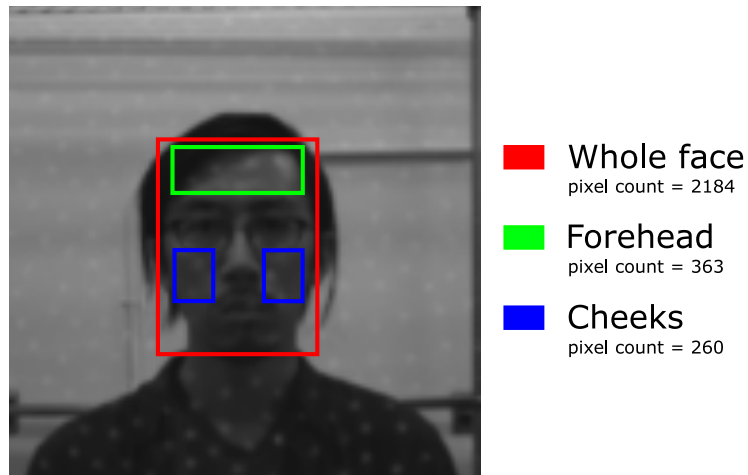 Whole face
pixel count = 2184
Forehead
pixel count = 363
Cheeks
pixel count = 260